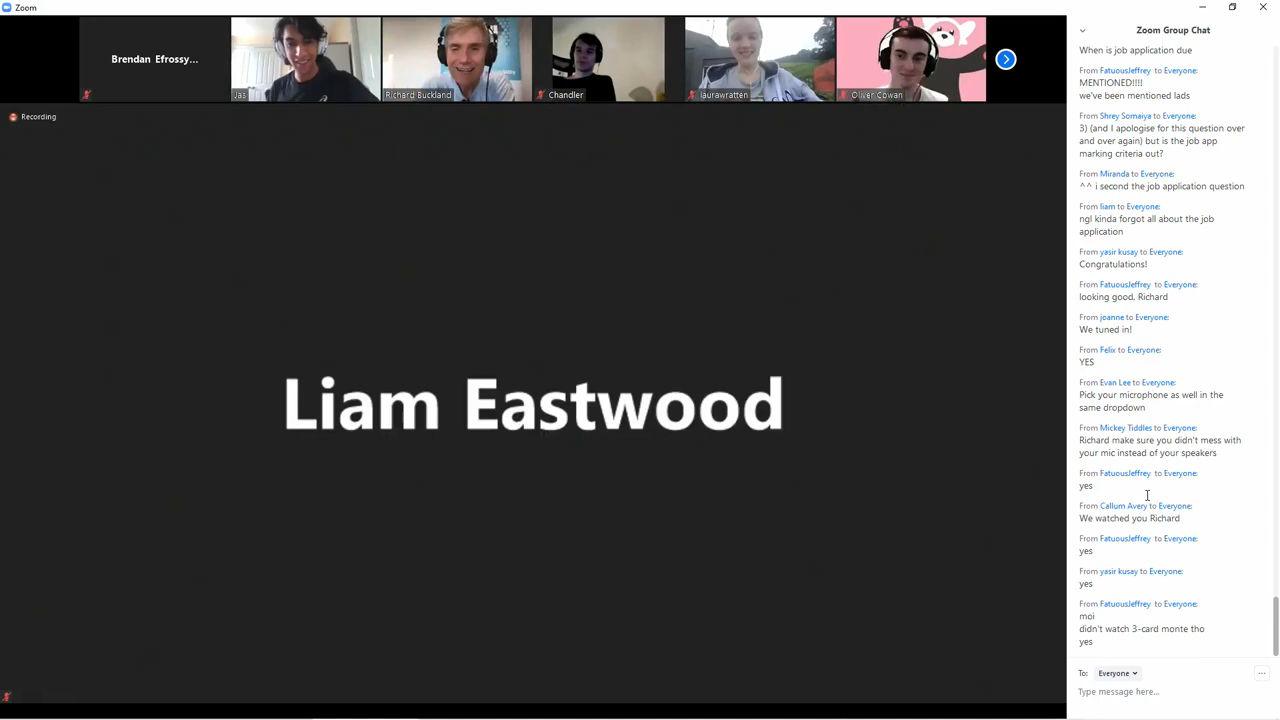 Zoom
Brendan Efrossy...
Jas
Richard Buckland
Chandler
laurawratten
Oliver Cowan
Recording
Liam Eastwood
Zoom Group Chat
When is job application due
From FatuousJeffrey to Everyone:
MENTIONED!!!!
we've been mentioned lads
From Shrey Somaiya to Everyone:
3) (and I apologise for this question over
and over again) but is the job app
marking criteria out?
From Miranda to Everyone:
^^ i second the job application question
From liam to Everyone:
ngl kinda forgot all about the job
application
From yasir kusay to Everyone:
Congratulations!
From FatuousJeffrey to Everyone:
looking good, Richard
From joanne to Everyone:
We tuned in!
From Felix to Everyone:
YES
From Evan Lee to Everyone:
Pick your microphone as well in the
same dropdown
From Mickey Tiddles to Everyone:
Richard make sure you didn't mess with
your mic instead of your speakers
From FatuousJeffrey to Everyone:
yes
From Callum Avery to Everyone:
We watched you Richard
From FatuousJeffrey to Everyone:
yes
From yasir kusay to Everyone:
yes
From FatuousJeffrey to Everyone:
moi
didn't watch 3-card monte tho
yes
To: Everyone
Type message here...